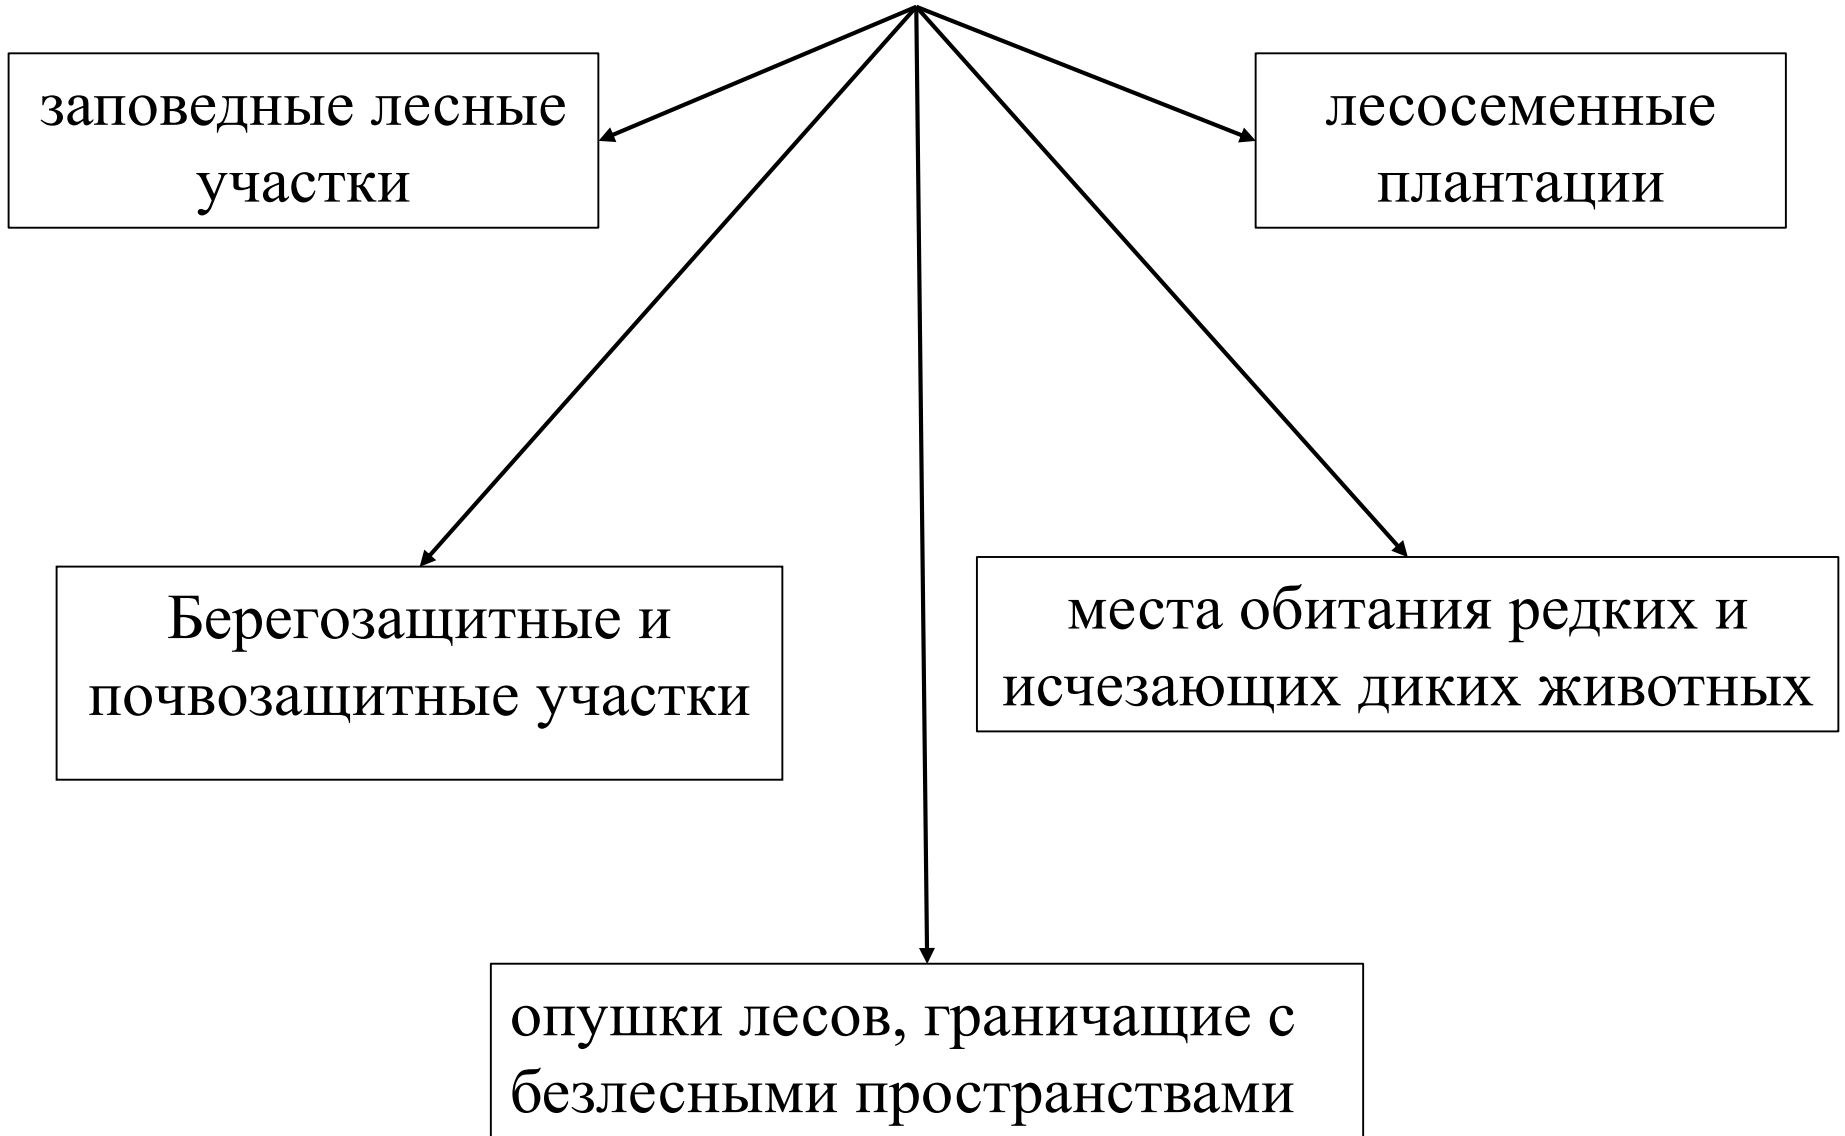 заповедные лесные
участки
лесосеменные
плантации
Берегозащитные и
почвозащитные участки
места обитания редких и
исчезающих диких животных
опушки лесов, граничащие с
безлесными пространствами